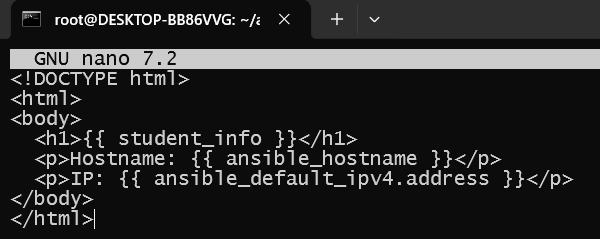 root@DESKTOP-BB86VVG: ~/a
GNU nano 7.2
<!DOCTYPE html>
<html>
<body>
  <h1>{{ student_info }}</h1>
  <p>Hostname: {{ ansible_hostname }}</p>
  <p>IP: {{ ansible_default_ipv4.address }}</p>
</body>
</html>